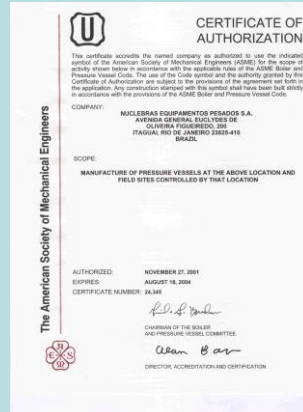 U
CERTIFICATE OF
AUTHORIZATION
This certificate accredits the named company as authorized to use the indicated
symbol of the American Society of Mechanical Engineers (ASME) for the scope of
activity shown below in accordance with the applicable rules of the ASME Boiler and
Pressure Vessel Code. The use of the Code symbol and the authority granted by this
Certificate of Authorization are subject to the provisions of the agreement set forth in
the application. Any construction stamped with this symbol shall have been built strictly
in accordance with the provisions of the ASME Boiler and Pressure Vessel Code.
COMPANY:
NUCLEBRAS EQUIPAMENTOS PESADOS S.A.
AVENIDA GENERAL EUCLYDES DE
OLIVEIRA FIGUEIREDO, 200
ITAGUAI, RIO DE JANEIRO 23825-410
BRAZIL
SCOPE:
MANUFACTURE OF PRESSURE VESSELS AT THE ABOVE LOCATION AND
FIELD SITES CONTROLLED BY THAT LOCATION
AUTHORIZED: NOVEMBER 27, 2001
EXPIRES: AUGUST 18, 2004
CERTIFICATE NUMBER: 24,345
CHAIRMAN OF THE BOILER
AND PRESSURE VESSEL COMMITTEE
DIRECTOR, ACCREDITATION AND CERTIFICATION
The American Society of Mechanical Engineers